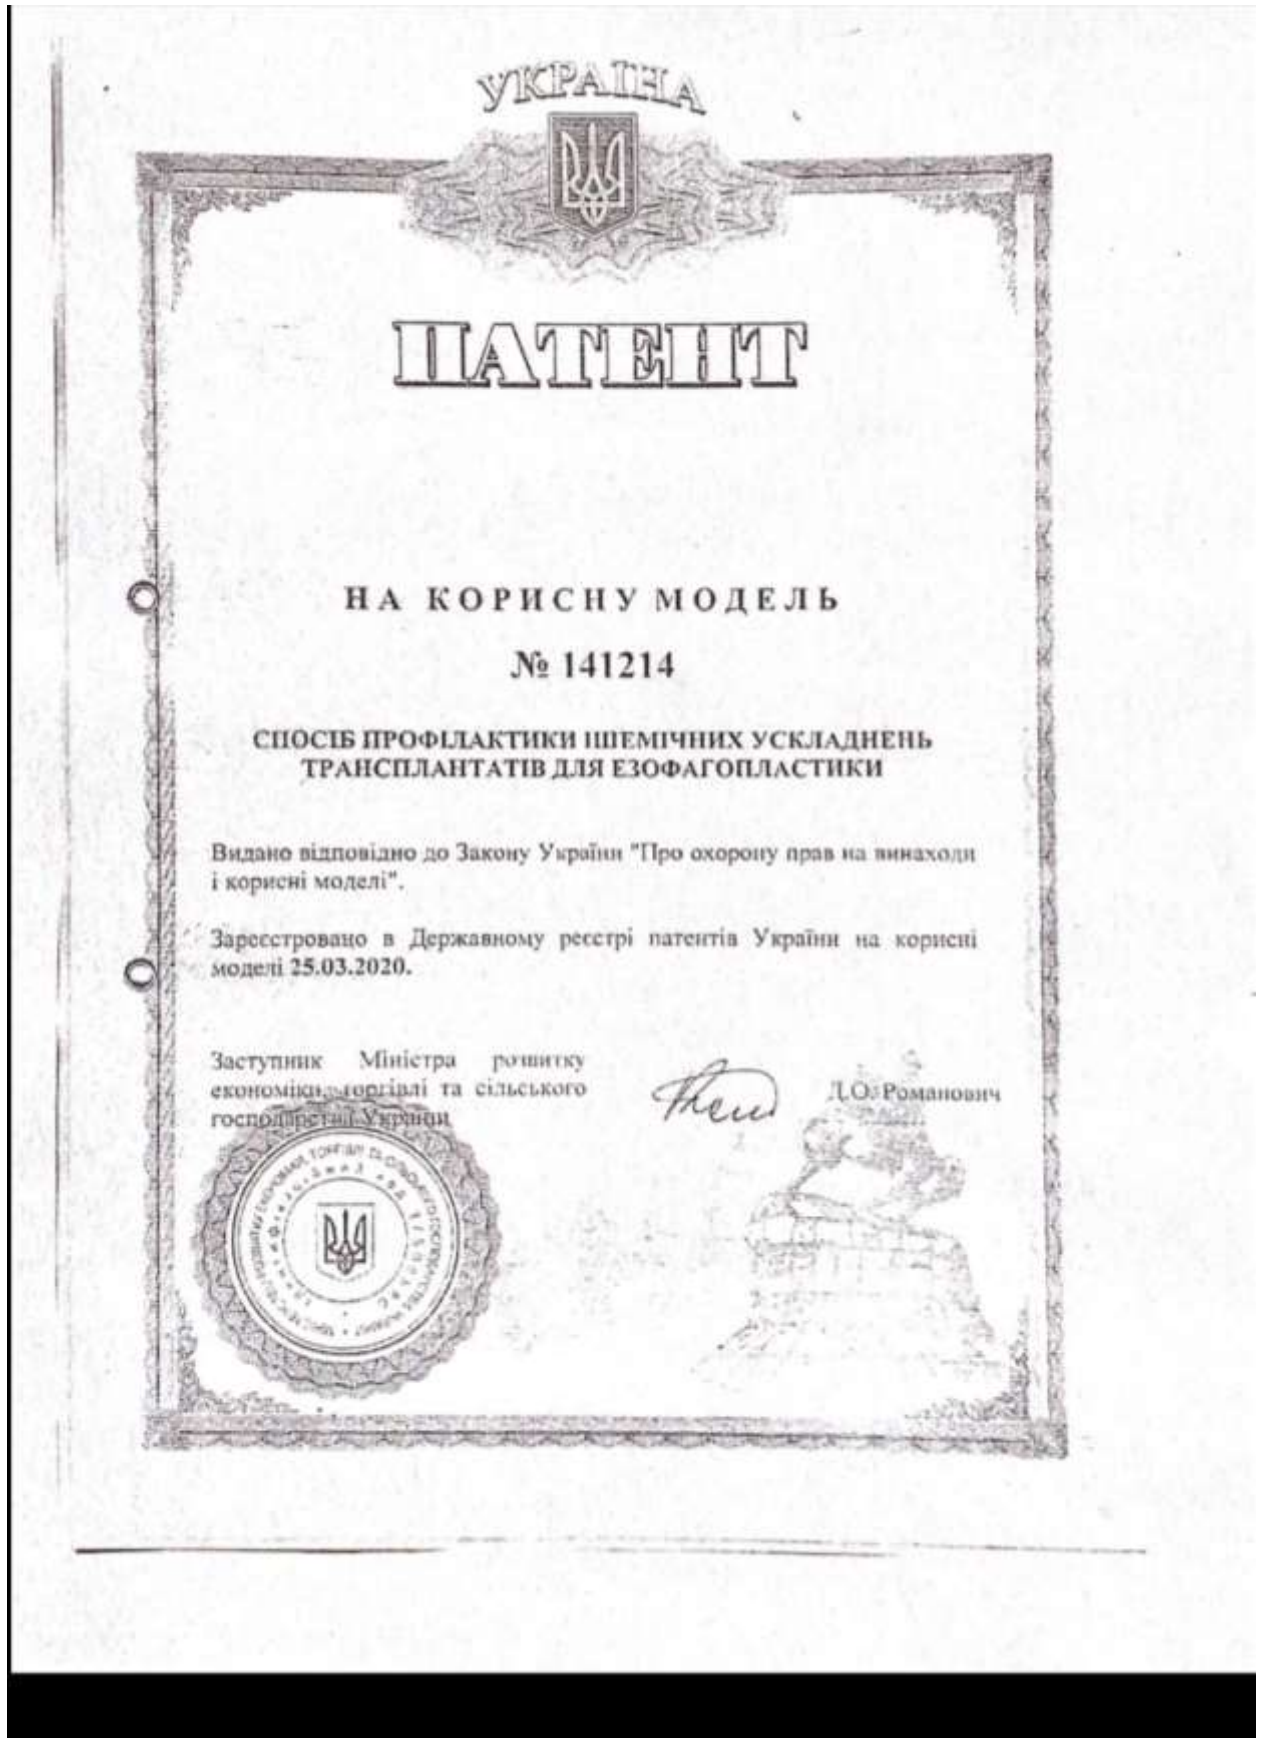 УКРАЇНА
ПАТЕНТ
НА КОРИСНУ МОДЕЛЬ
№ 141214
СПОСІБ ПРОФІЛАКТИКИ ІШЕМІЧНИХ УСКЛАДНЕНЬ
ТРАНСПЛАНТАТІВ ДЛЯ ЕЗОФАГОПЛАСТИКИ
Видано відповідно до Закону України "Про охорону прав на винаходи
і корисні моделі".
Зареєстровано в Державному реєстрі патентів України на корисні
моделі 25.03.2020.
Заступник Міністра розвитку
економіки, торгівлі та сільського
господарства України
Д.О. Романович